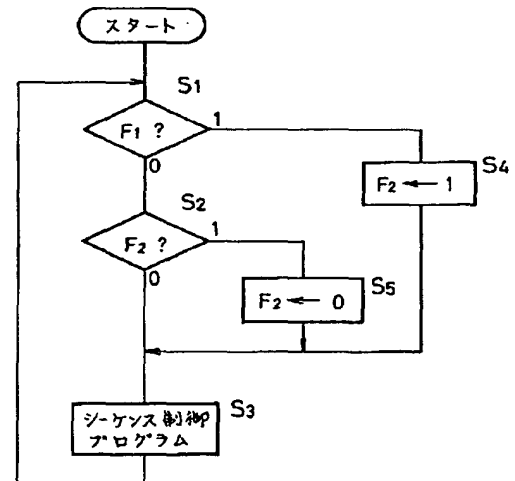 スタート
S1
F1 ?
1
0
S4
F2 ← 1
S2
F2 ?
1
0
S5
F2 ← 0
S3
シーケンス制御
プログラム